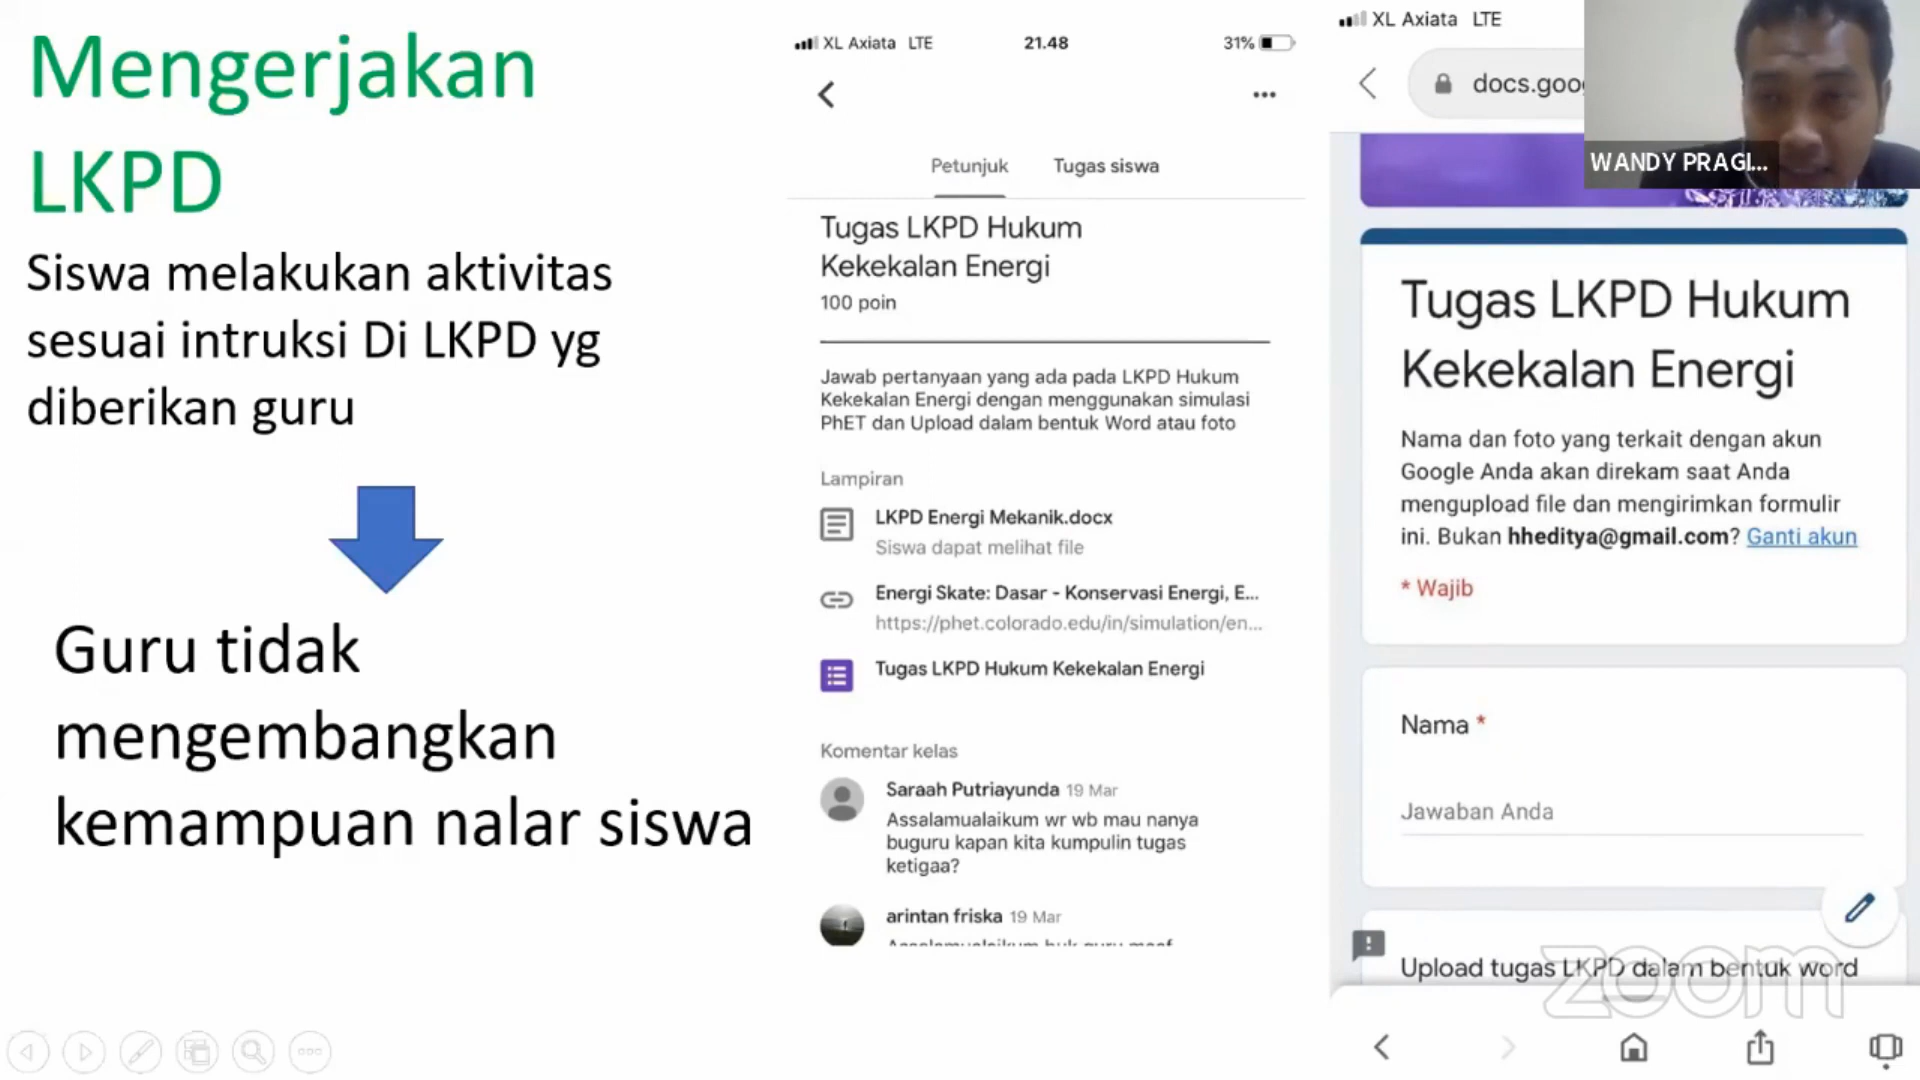 Mengerjakan
LKPD
Siswa melakukan aktivitas
sesuai intruksi Di LKPD yg
diberikan guru
Guru tidak
mengembangkan
kemampuan nalar siswa
XL Axiata LTE
21.48
31%
Petunjuk
Tugas siswa
Tugas LKPD Hukum
Kekekalan Energi
100 poin
Jawab pertanyaan yang ada pada LKPD Hukum
Kekekalan Energi dengan menggunakan simulasi
PhET dan Upload dalam bentuk Word atau foto
Lampiran
LKPD Energi Mekanik.docx
Siswa dapat melihat file
Energi Skate: Dasar - Konservasi Energi, E...
https://phet.colorado.edu/in/simulation/en...
Tugas LKPD Hukum Kekekalan Energi
Komentar kelas
Saraah Putriayunda 19 Mar
Assalamualaikum wr wb mau nanya
buguru kapan kita kumpulin tugas
ketigaa?
arintan friska 19 Mar
XL Axiata LTE
docs.goo
WANDY PRAGI...
Tugas LKPD Hukum
Kekekalan Energi
Nama dan foto yang terkait dengan akun
Google Anda akan direkam saat Anda
mengupload file dan mengirimkan formulir
ini. Bukan hheditya@gmail.com? Ganti akun
* Wajib
Nama *
Jawaban Anda
Upload tugas LKPD dalam bentuk word
zoom